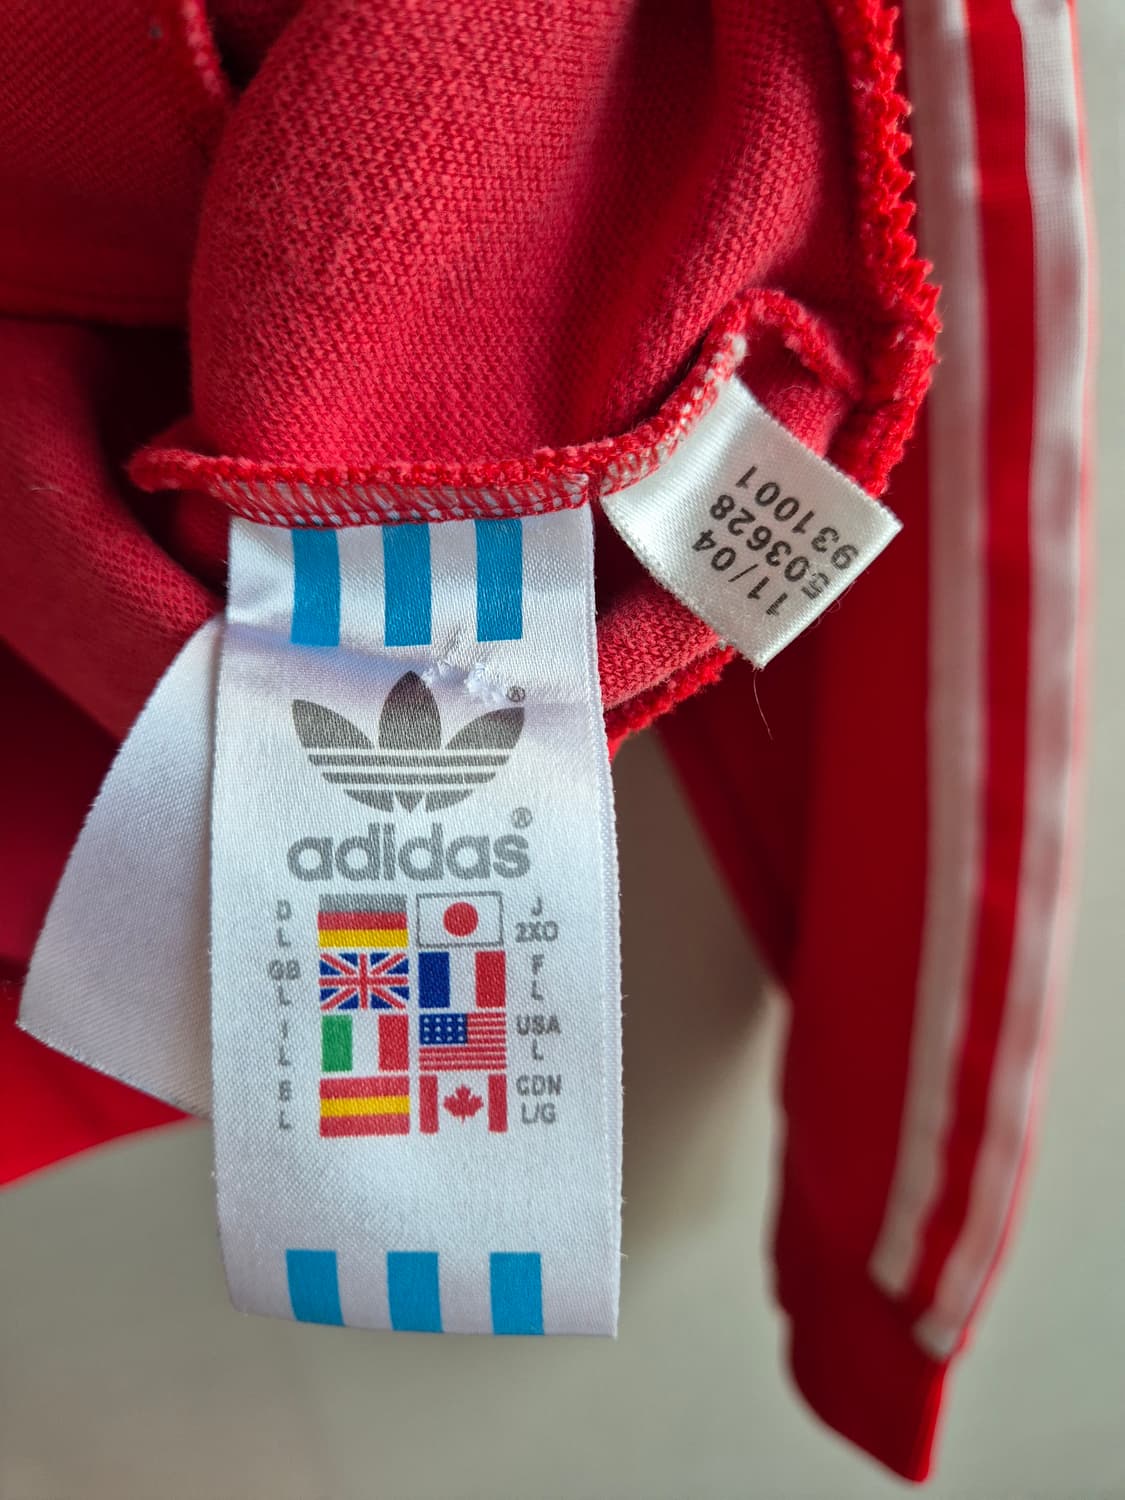 11/04
503628
931001
®
adidas®
D
L
J
2XO
GB
L
F
L
I
L
USA
L
E
L
CDN
L/G